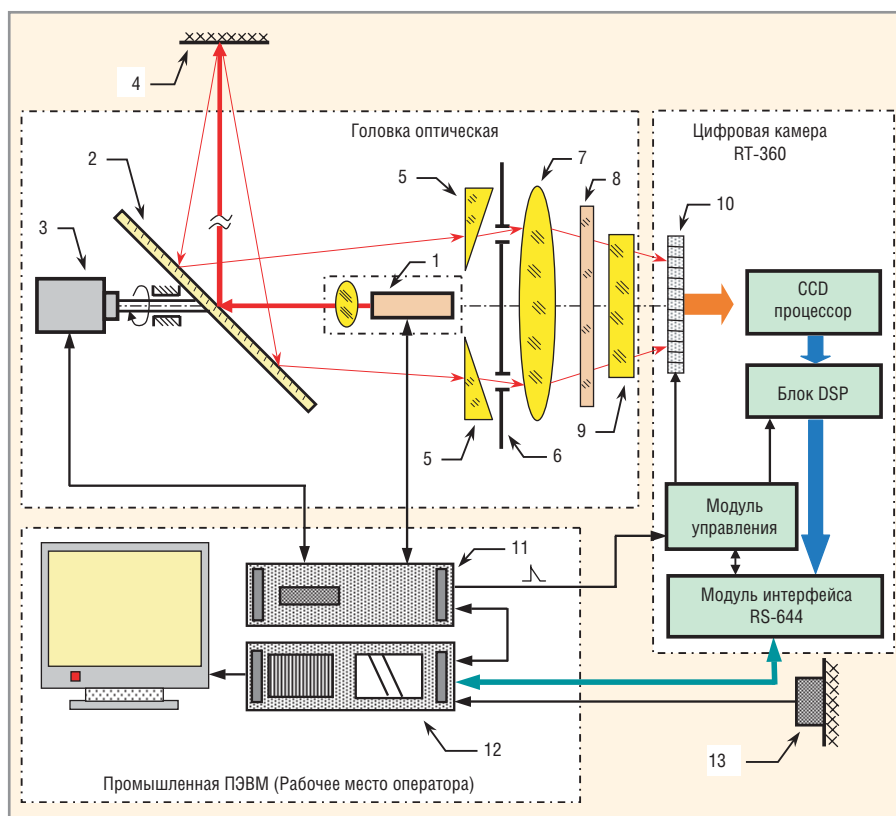 4
Головка оптическая
Цифровая камера
RT-360
2
5
7
8
10
3
1
CCD
процессор
Блок DSP
5
6
9
Модуль
управления
11
Модуль интерфейса
RS-644
12
13
Промышленная ПЭВМ (Рабочее место оператора)